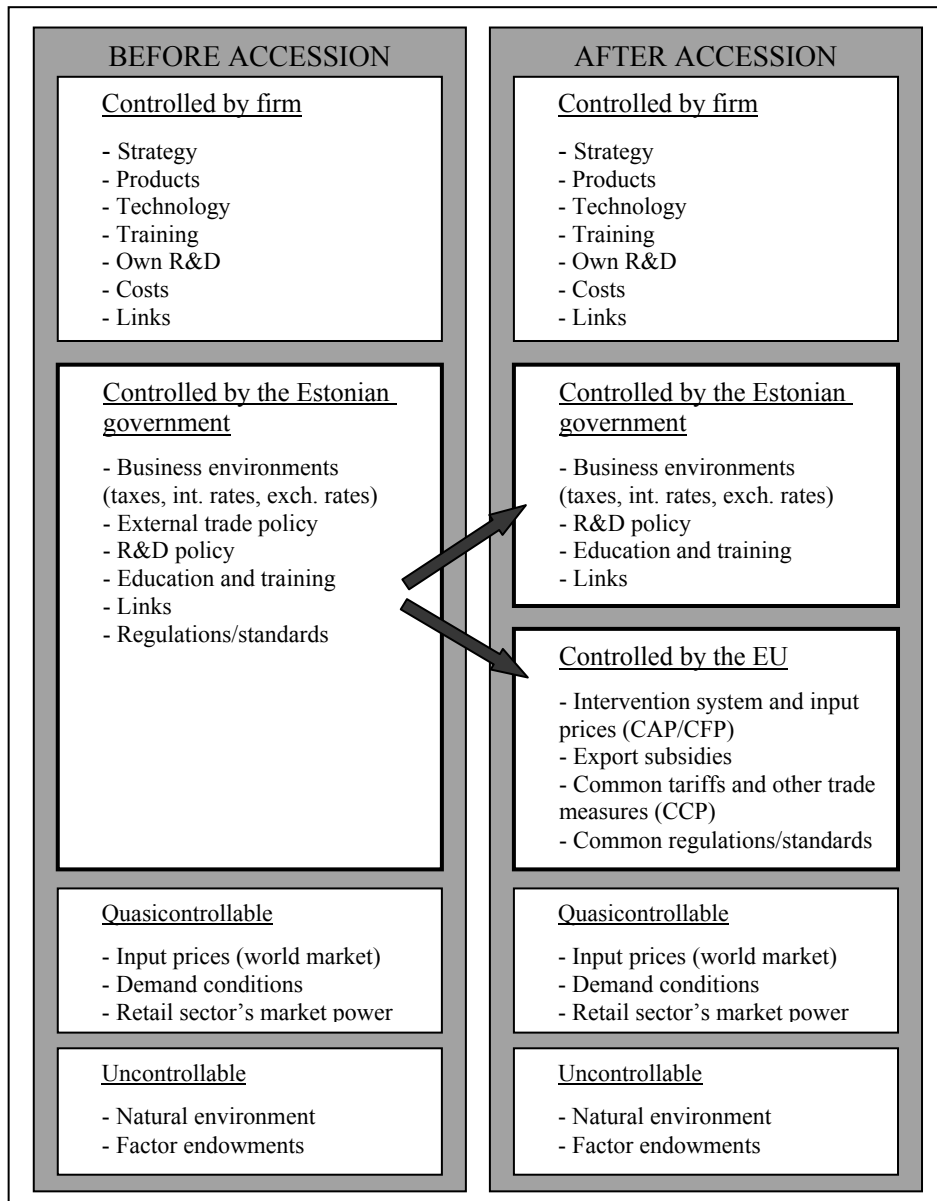 BEFORE ACCESSION
Controlled by firm
- Strategy
- Products
- Technology
- Training
- Own R&D
- Costs
- Links
Controlled by the Estonian
government
- Business environments
(taxes, int. rates, exch. rates)
- External trade policy
- R&D policy
- Education and training
- Links
- Regulations/standards
Quasicontrollable
- Input prices (world market)
- Demand conditions
- Retail sector’s market power
Uncontrollable
- Natural environment
- Factor endowments
AFTER ACCESSION
Controlled by firm
- Strategy
- Products
- Technology
- Training
- Own R&D
- Costs
- Links
Controlled by the Estonian
government
- Business environments
(taxes, int. rates, exch. rates)
- R&D policy
- Education and training
- Links
Controlled by the EU
- Intervention system and input
prices (CAP/CFP)
- Export subsidies
- Common tariffs and other trade
measures (CCP)
- Common regulations/standards
Quasicontrollable
- Input prices (world market)
- Demand conditions
- Retail sector’s market power
Uncontrollable
- Natural environment
- Factor endowments